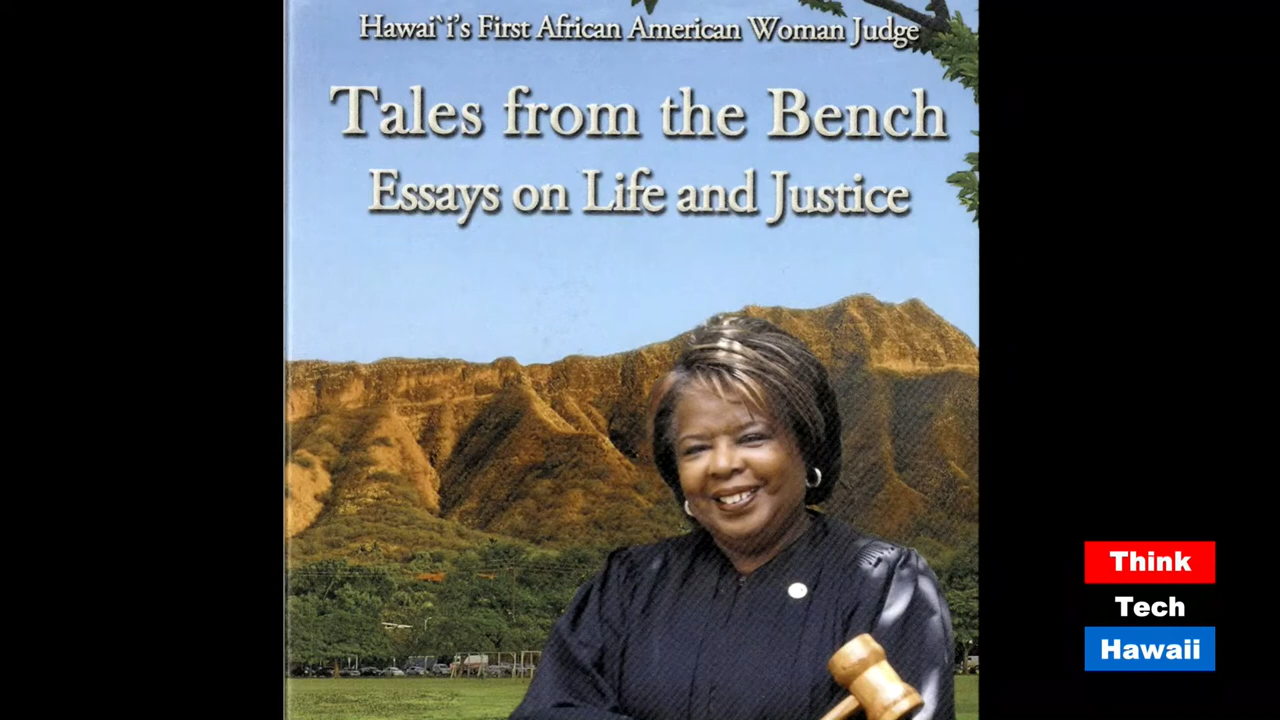 Hawai`i's First African American Woman Judge
Tales from the Bench
Essays on Life and Justice
Think
Tech
Hawaii